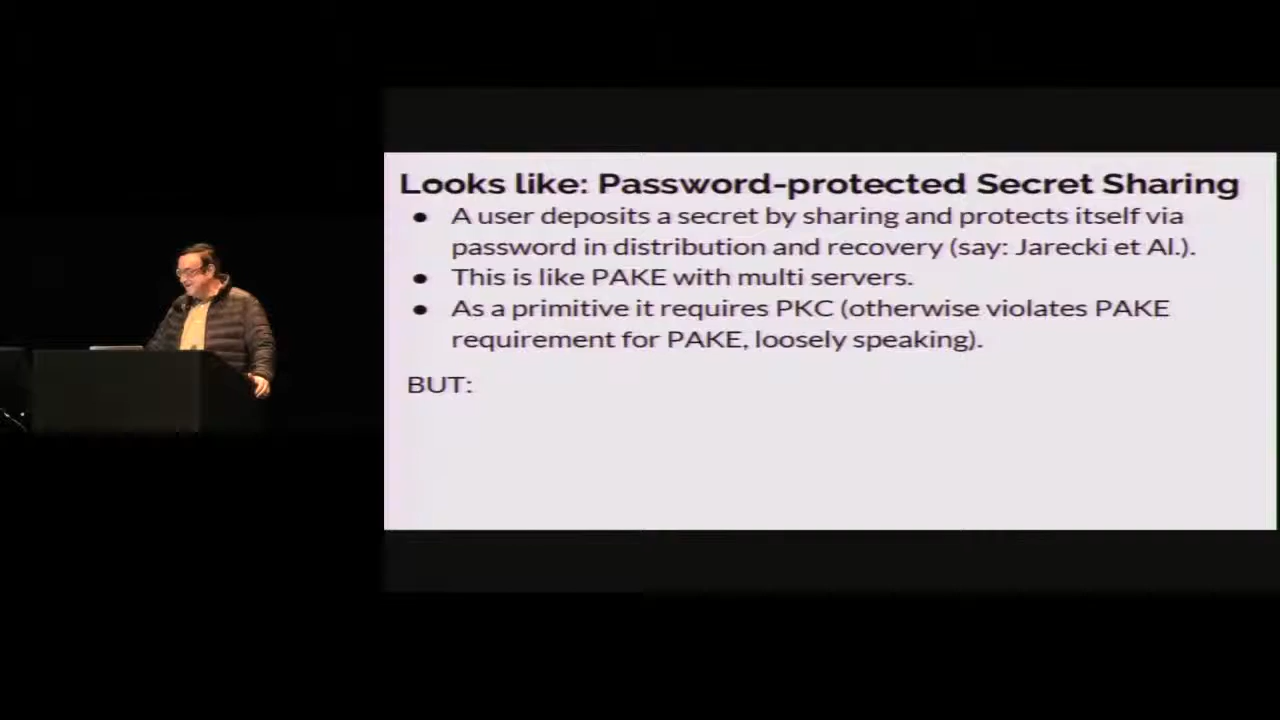 Looks like: Password-protected Secret Sharing
● A user deposits a secret by sharing and protects itself via
password in distribution and recovery (say: Jarecki et Al.).
● This is like PAKE with multi servers.
● As a primitive it requires PKC (otherwise violates PAKE
requirement for PAKE, loosely speaking).
BUT: